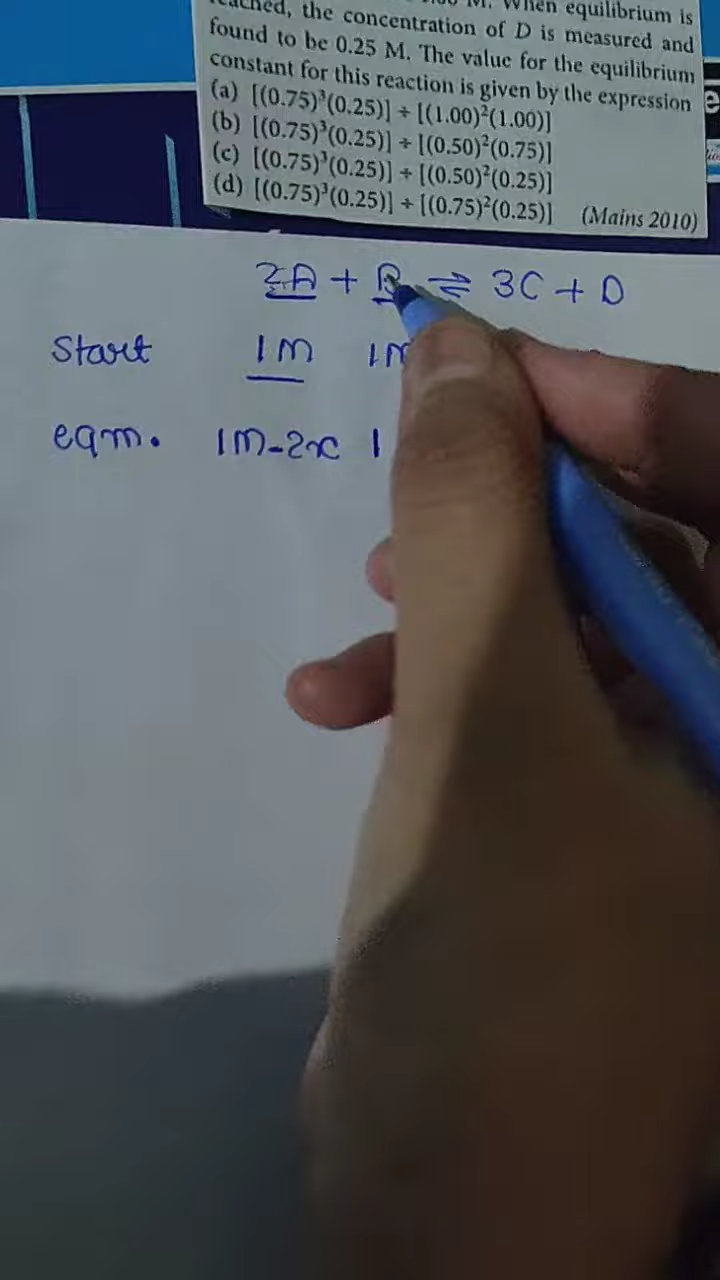 M. When equilibrium is
reached, the concentration of D is measured and
found to be 0.25 M. The value for the equilibrium
constant for this reaction is given by the expression
(a) [(0.75)³(0.25)] ÷ [(1.00)²(1.00)]
(b) [(0.75)³(0.25)] ÷ [(0.50)²(0.75)]
(c) [(0.75)³(0.25)] ÷ [(0.50)²(0.25)]
(d) [(0.75)³(0.25)] ÷ [(0.75)²(0.25)] (Mains 2010)
2A + B ⇌ 3C + D
Start 1M 1M
eqm. 1M-2x 1